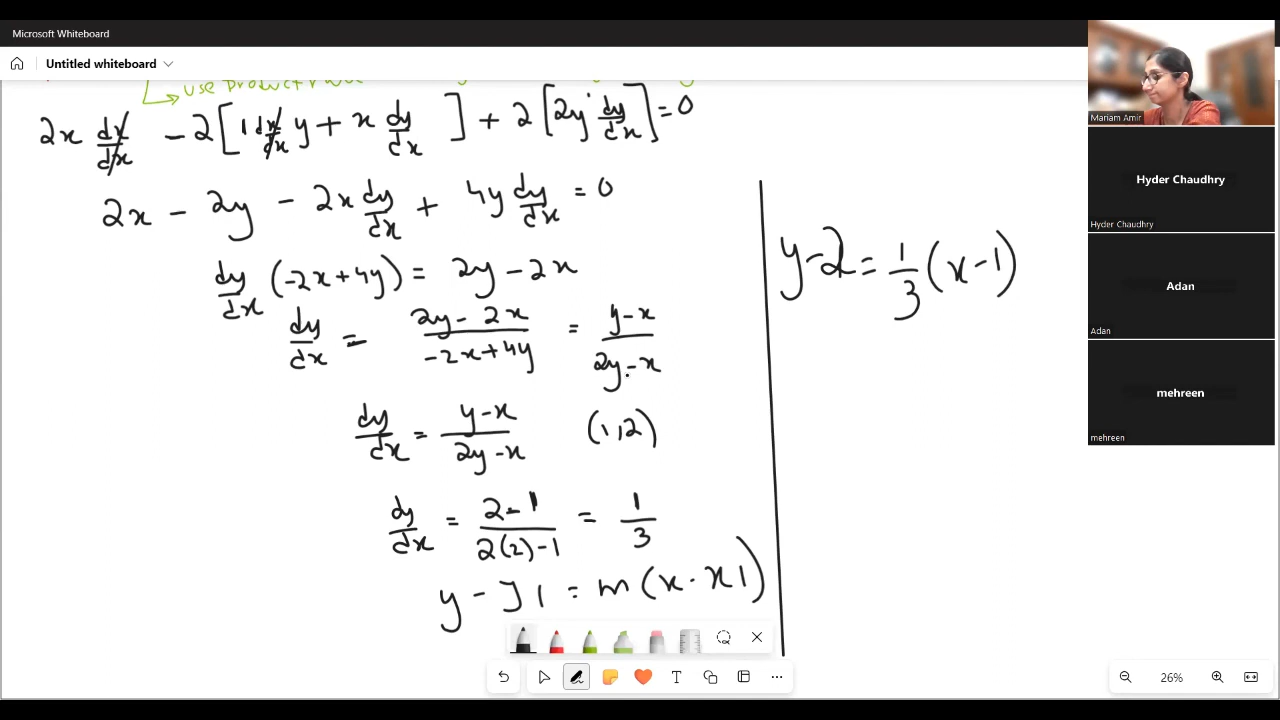 Microsoft Whiteboard
Untitled whiteboard
use Product
2x dx/dx - 2[1 dx/dx y + x dy/dx ] + 2[2y' dy/dx] = 0
2x - 2y - 2x dy/dx + 4y dy/dx = 0
dy/dx (-2x+4y) = 2y - 2x
dy/dx = 2y - 2x / -2x+4y = y-x / 2y-x
dy/dx = y-x / 2y-x (1,2)
dy/dx = 2-1 / 2(2)-1 = 1/3
y - y1 = m(x - x1)
y-2 = 1/3 (x-1)
Mariam Amir
Hyder Chaudhry
Hyder Chaudhry
Adan
Adan
mehreen
mehreen
26%